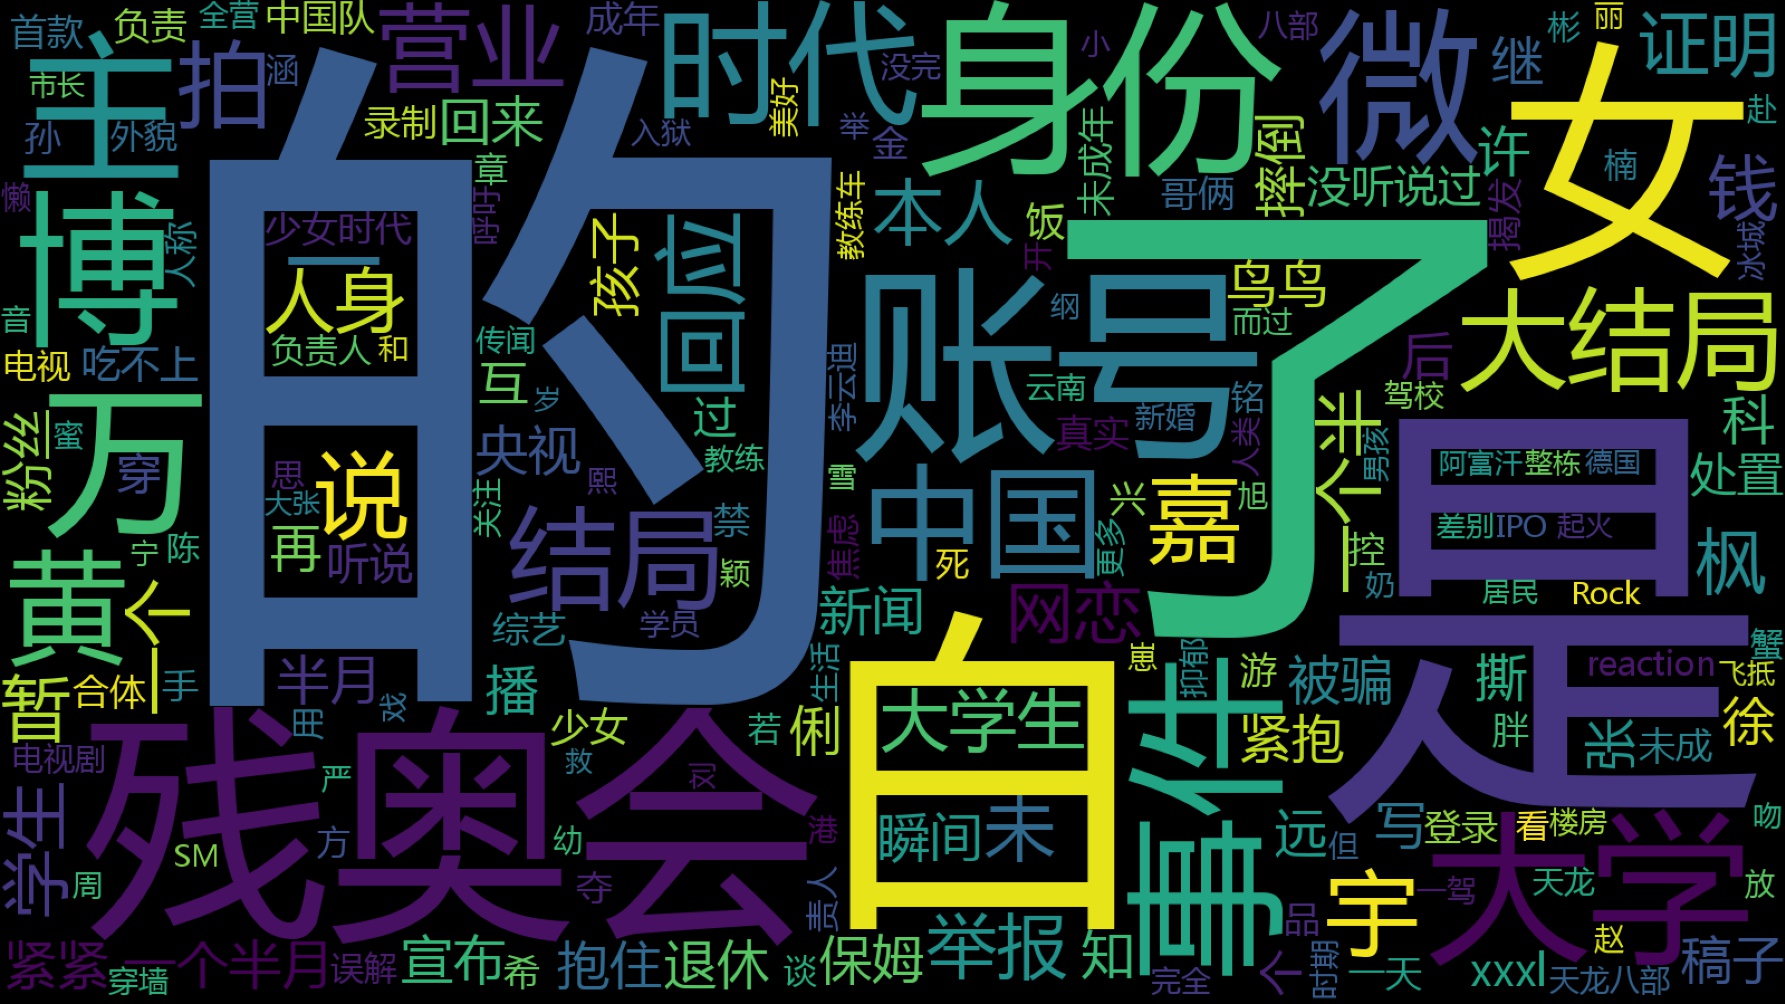 首款
负责
全营
中国队
营业
成年
时代
身份
小
八部
微
继
彬
丽
证明
主
拍
涵
没完
女
市长
录制
回来
美好
入狱
举
金
未成年
摔倒
许
楠
赴
孙
外貌
章
的
了
本人
饭
哥俩
没听说过
钱
懒
博
人称
少女时代
一
呼吁
孩子
回应
教练车
揭发
冰城
人身
账号
开
鸟鸟
大结局
音
负责人
和
传闻
纲
而过
后
电视
吃不上
互
岁
李云迪
云南
新婚
铭
驾校
万
过
真实
人类
一个半
是
科
粉丝
蜜
穿
思
说
央视
熙
教练
中国
嘉
男孩
阿富汗
整栋
德国
处置
大张
关注
结局
禁
雪
兴
旭
差别
IPO
起火
再
听说
焦虑
死
更多
控
枫
黄
宁
陈
颖
奶
居民
Rock
一个
综艺
学员
新闻
网恋
崽
抑郁
蟹
暂
合体
手
半月
戏
播
生活
自
事件
游
被骗
撕
reaction
飞抵
田
少女
若
俐
大学生
紧抱
胖
张
未成
徐
电视剧
残奥会
救
刘
学生
严
SM
方
幼
港
瞬间
未
远
但
写
登录
看
楼房
吻
周
夺
责人
宇
一驾
大学
天龙
放
紧紧
一个半月
误解
宣布
希
抱住
退休
谈
保姆
举报
知
品
赵
穿墙
完全
个
时期
一天
xxxl
天龙八部
稿子